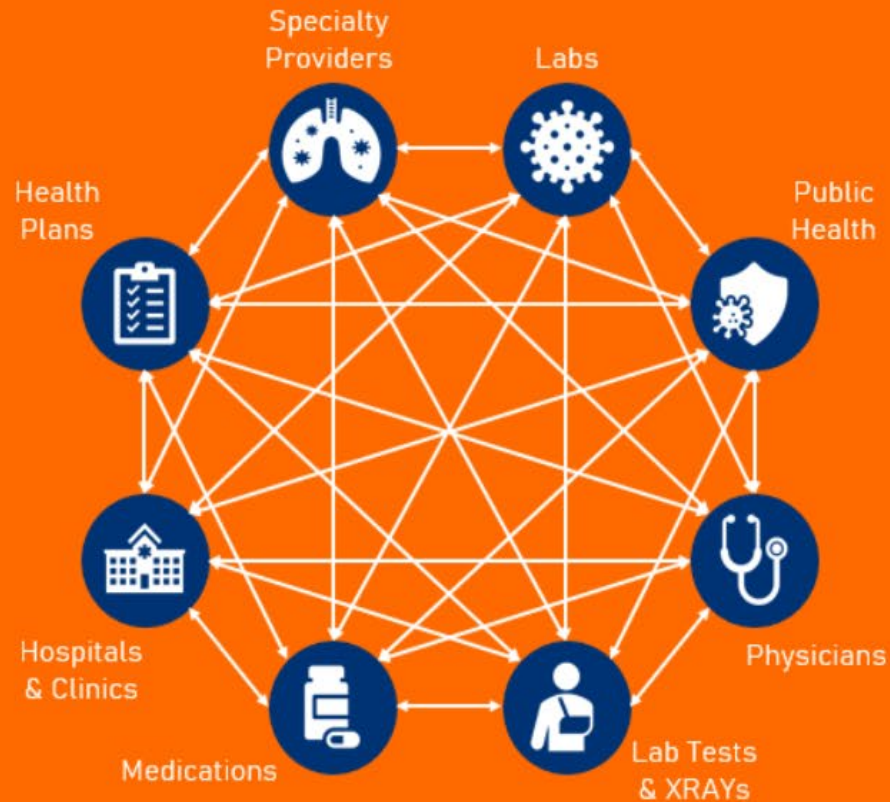 Specialty
Providers
Labs
Health
Plans
Public
Health
Hospitals
& Clinics
Physicians
Medications
Lab Tests
& XRAYs